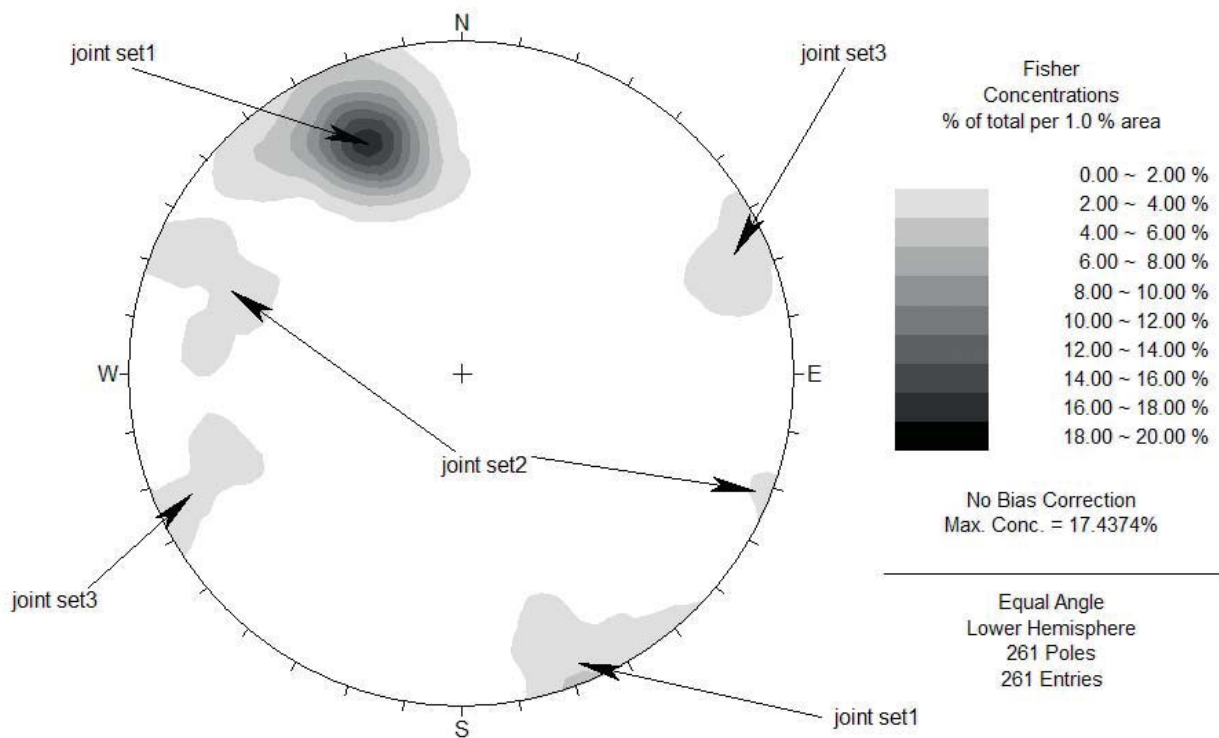 N
joint set1
joint set3
W
E
joint set2
joint set3
S
joint set1
Fisher
Concentrations
% of total per 1.0 % area
0.00 ~ 2.00 %
2.00 ~ 4.00 %
4.00 ~ 6.00 %
6.00 ~ 8.00 %
8.00 ~ 10.00 %
10.00 ~ 12.00 %
12.00 ~ 14.00 %
14.00 ~ 16.00 %
16.00 ~ 18.00 %
18.00 ~ 20.00 %
No Bias Correction
Max. Conc. = 17.4374%
Equal Angle
Lower Hemisphere
261 Poles
261 Entries